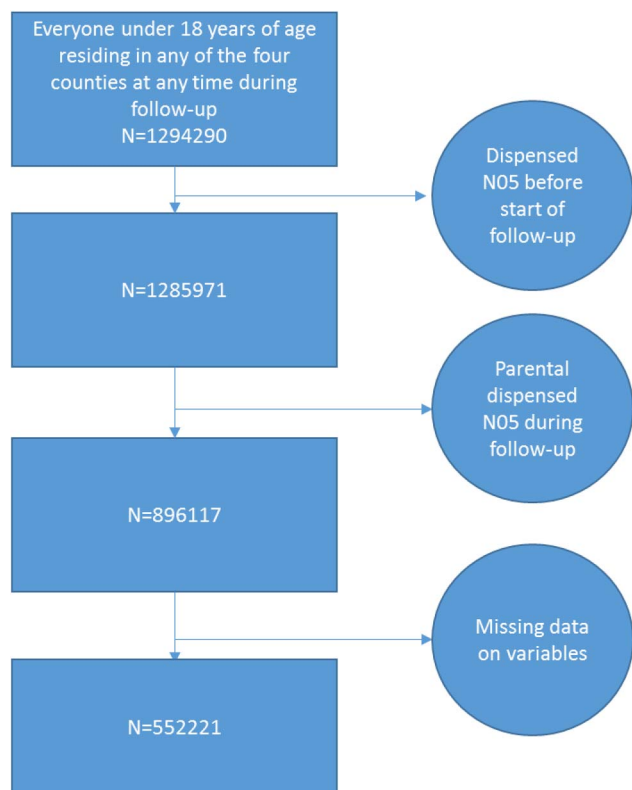 Everyone under 18 years of age
residing in any of the four
counties at any time during
follow-up
N=1294290
Dispensed
N05 before
start of
follow-up
N=1285971
Parental
dispensed
N05 during
follow-up
N=896117
Missing data
on variables
N=552221